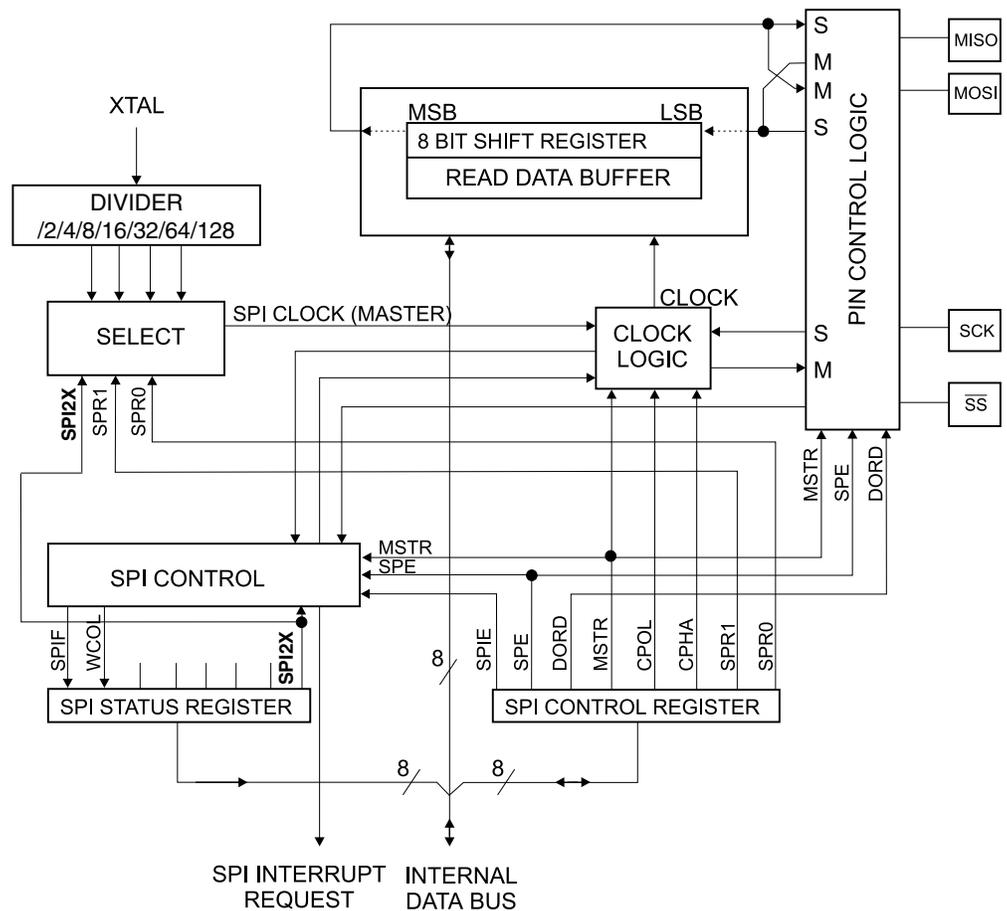 S
MISO
M
M
MOSI
XTAL
MSB
LSB
S
8 BIT SHIFT REGISTER
READ DATA BUFFER
DIVIDER
/2/4/8/16/32/64/128
PIN CONTROL LOGIC
SPI CLOCK (MASTER)
CLOCK
SELECT
CLOCK
LOGIC
S
SCK
M
SPI2X
SPR1
SPR0
SS
MSTR
SPE
DORD
MSTR
SPE
SPI CONTROL
SPIF
WCOL
SPI2X
8
SPIE
SPE
DORD
MSTR
CPOL
CPHA
SPR1
SPR0
SPI STATUS REGISTER
SPI CONTROL REGISTER
8
8
SPI INTERRUPT
REQUEST
INTERNAL
DATA BUS